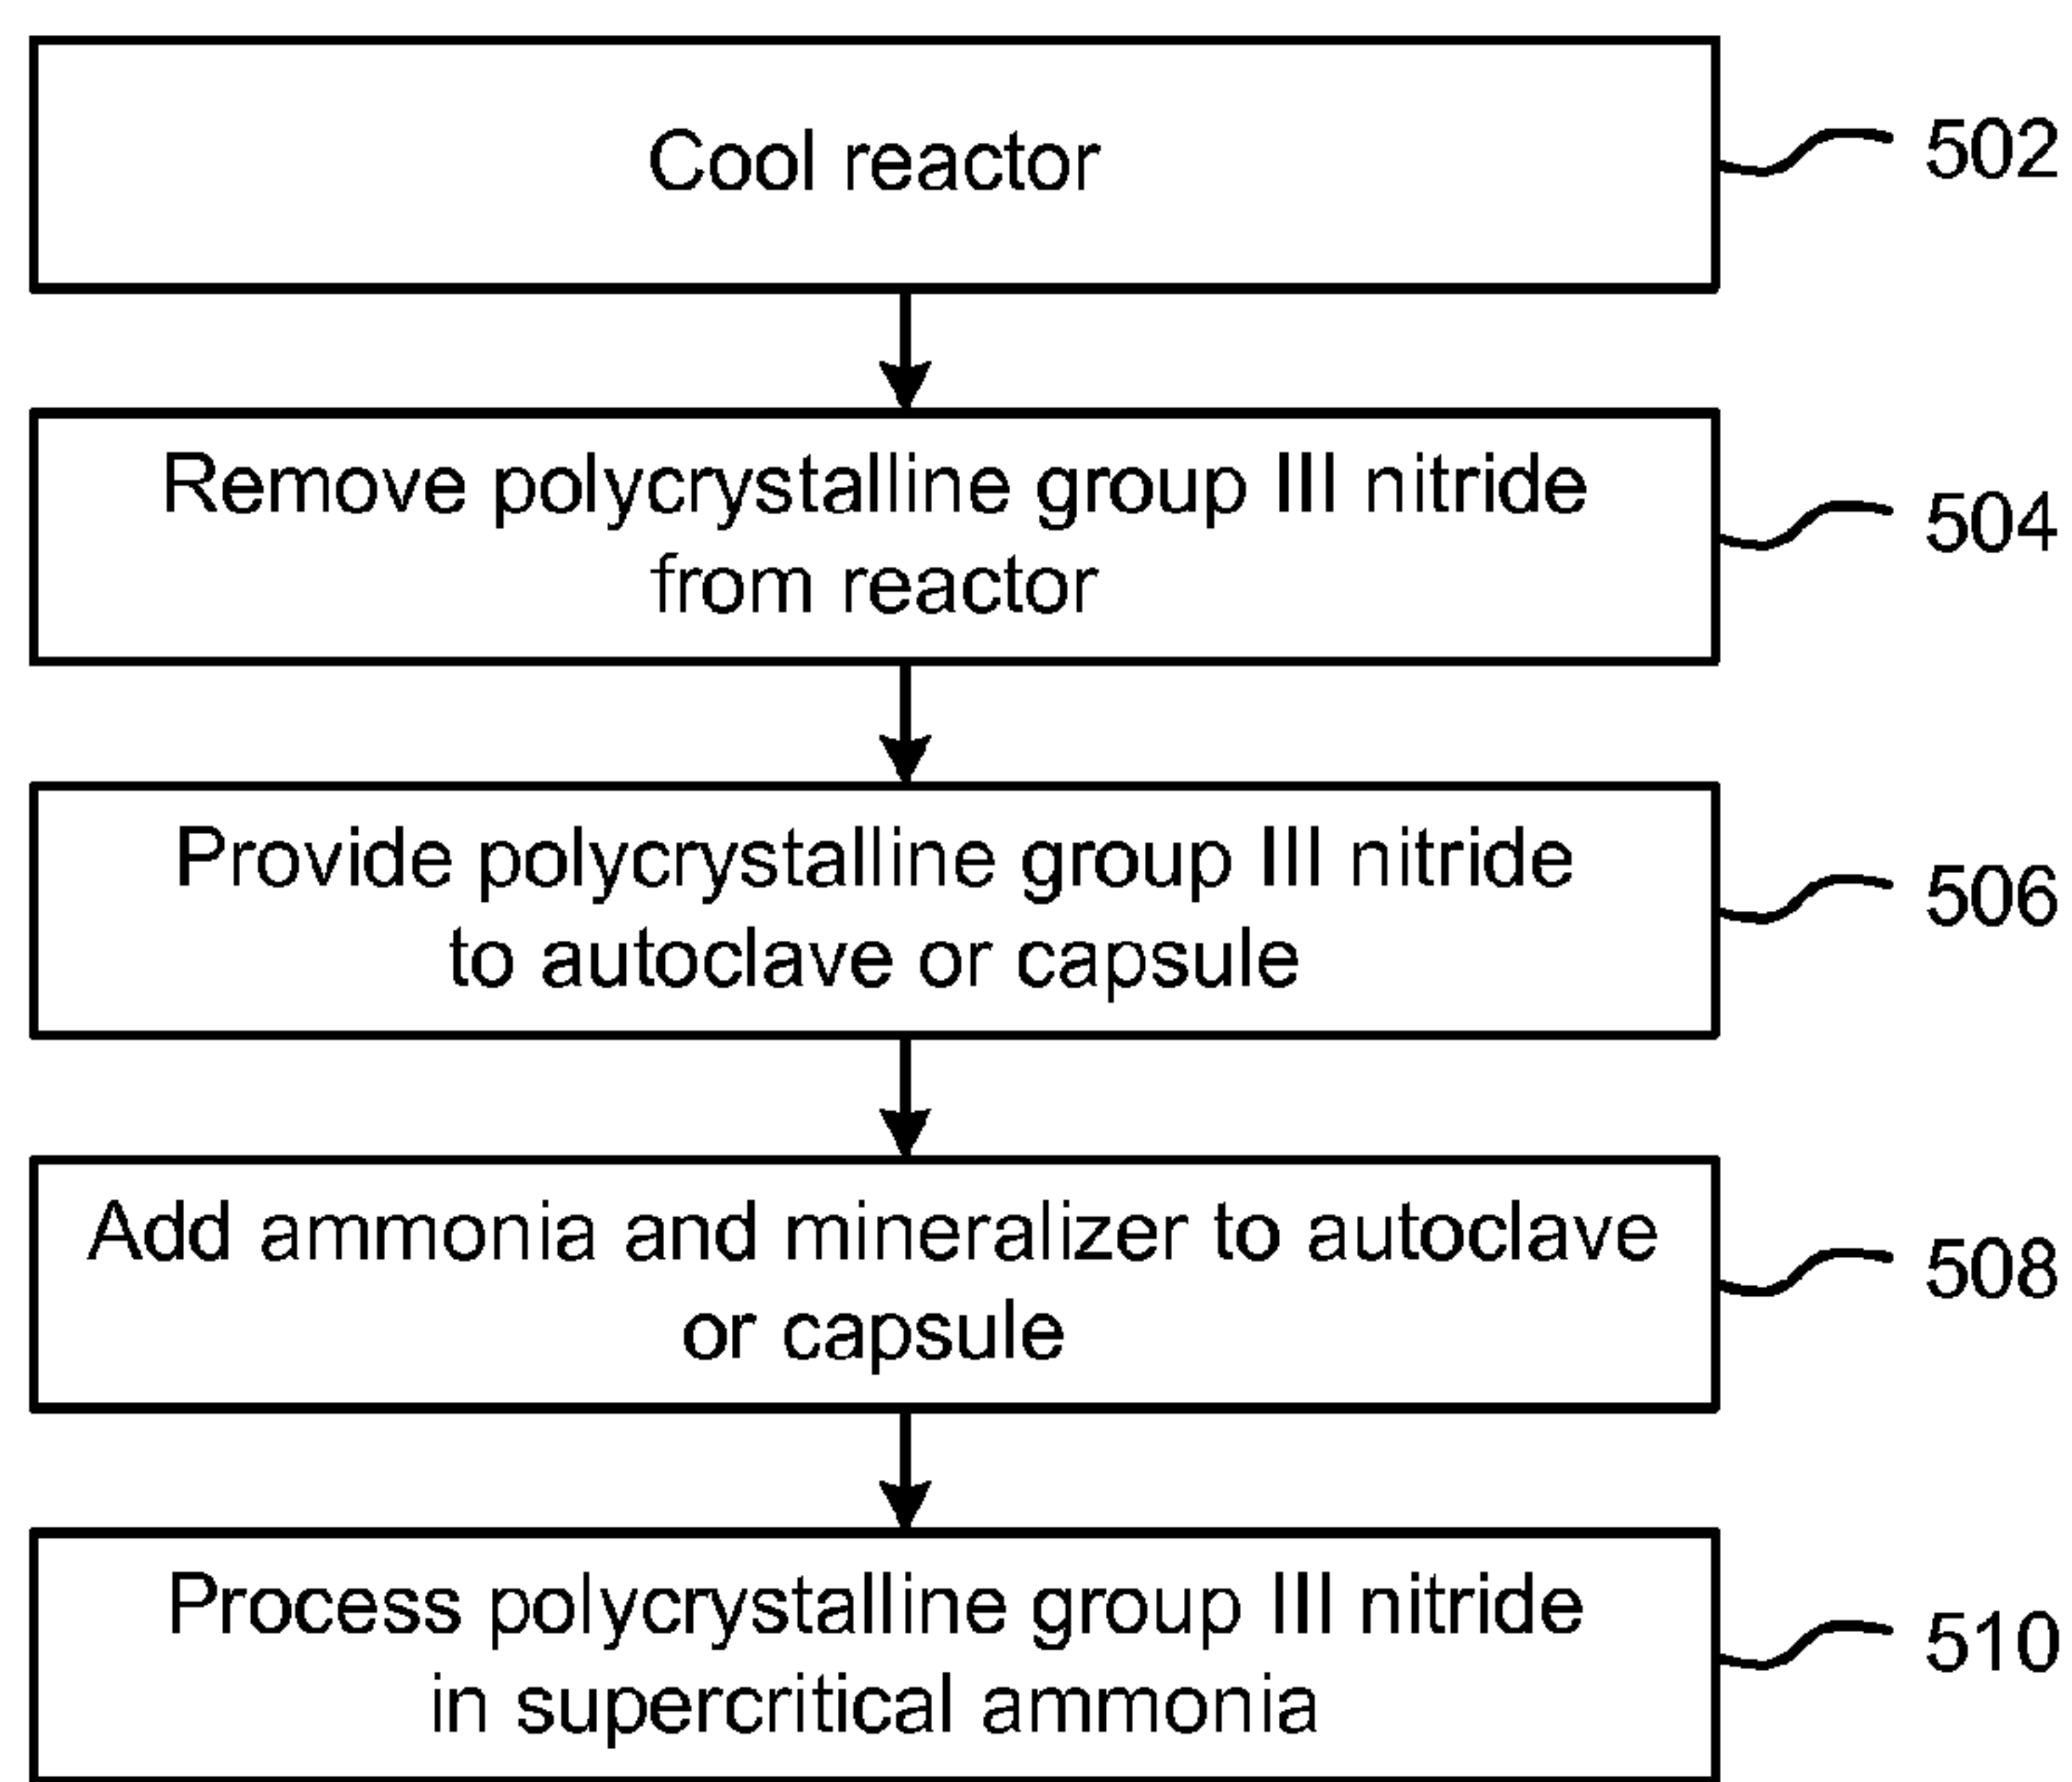 Cool reactor
502
Remove polycrystalline group III nitride
from reactor
504
Provide polycrystalline group III nitride
to autoclave or capsule
506
Add ammonia and mineralizer to autoclave
or capsule
508
Process polycrystalline group III nitride
in supercritical ammonia
510